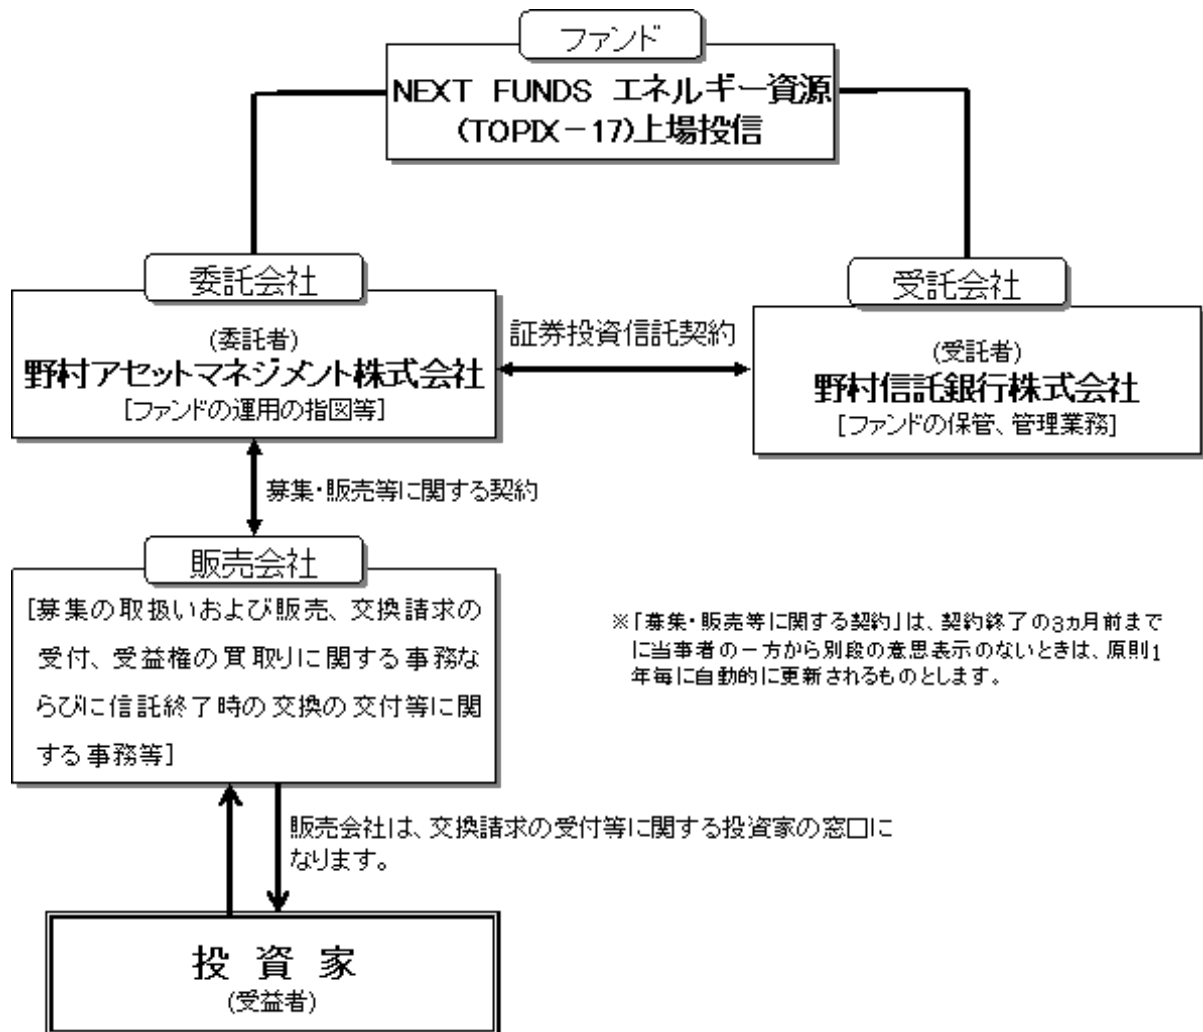 ファンド
NEXT FUNDS エネルギー資源
(TOPIX-17)上場投信
委託会社
(委託者)
野村アセットマネジメント株式会社
[ファンドの運用の指図等]
証券投資信託契約
受託会社
(受託者)
野村信託銀行株式会社
[ファンドの保管、管理業務]
募集・販売等に関する契約
販売会社
[募集の取扱いおよび販売、交換請求の
受付、受益権の買取りに関する事務な
らびに信託終了時の交換の交付等に関
する事務等]
※「募集・販売等に関する契約」は、契約終了の3ヵ月前まで
に当事者の一方から別段の意思表示のないときは、原則1
年毎に自動的に更新されるものとします。
販売会社は、交換請求の受付等に関する投資家の窓口に
なります。
投 資 家
(受益者)